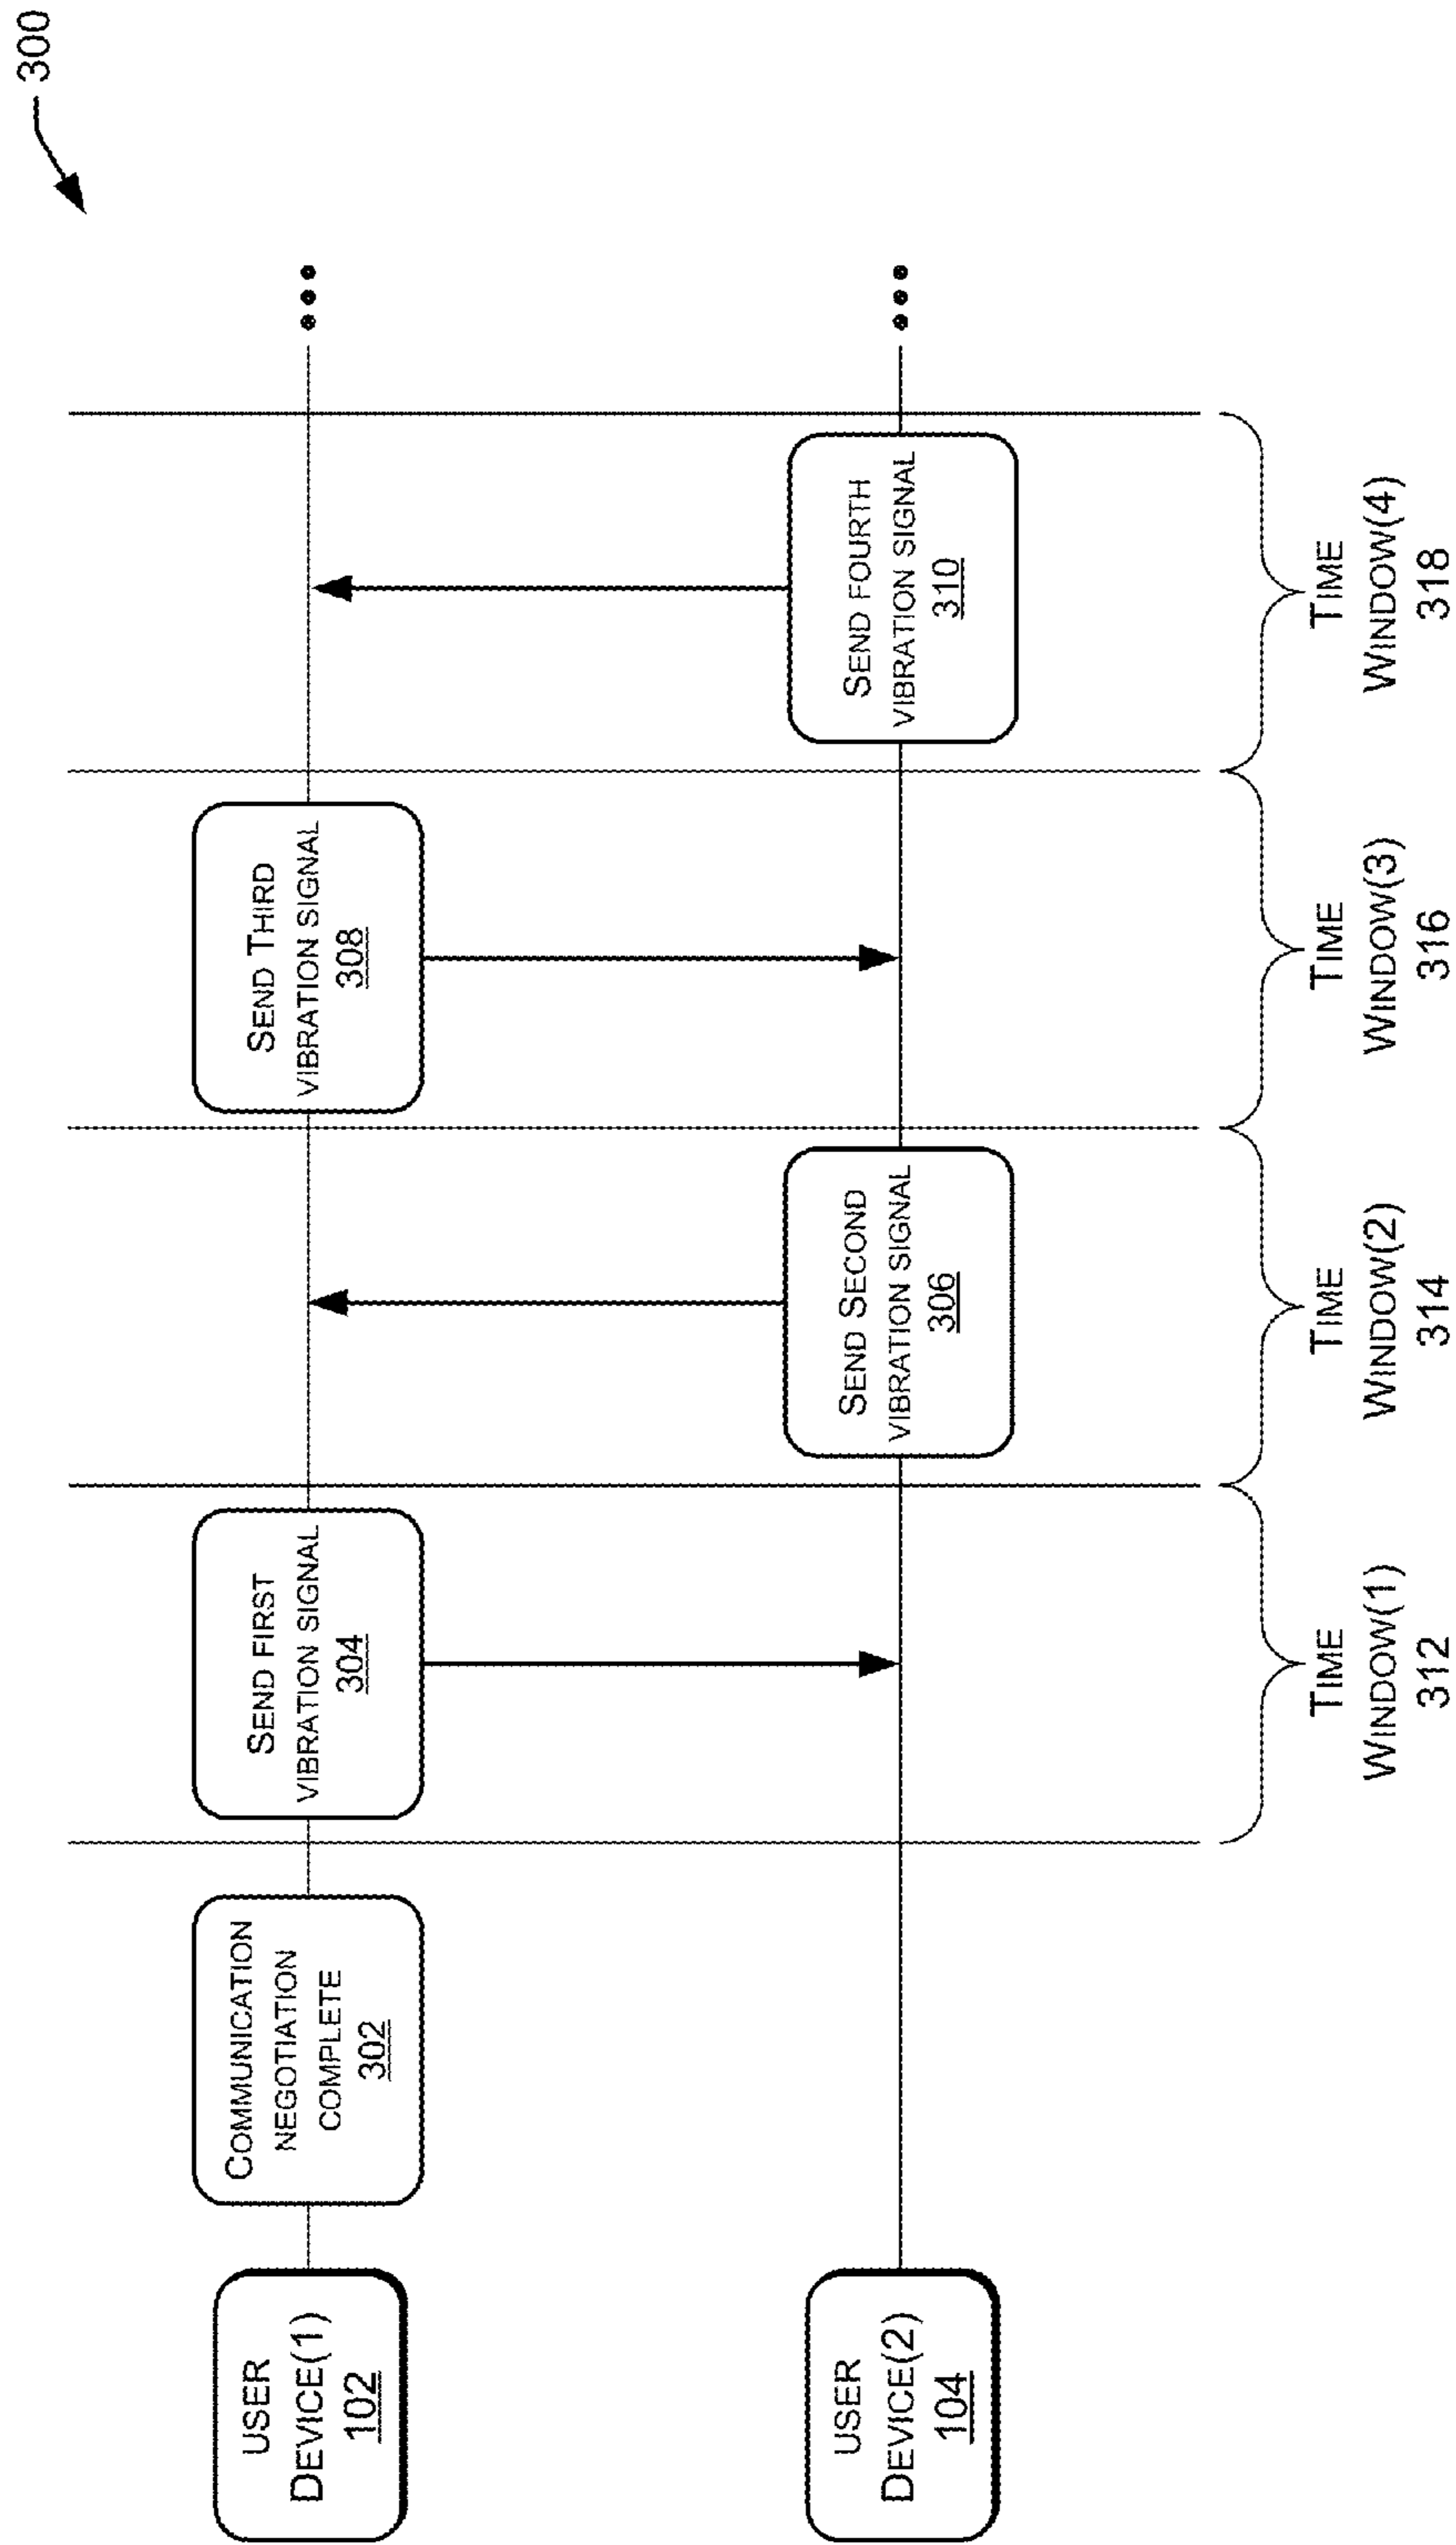 300
USER
DEVICE(1)
102
COMMUNICATION
NEGOTIATION
COMPLETE
302
SEND FIRST
VIBRATION SIGNAL
304
SEND THIRD
VIBRATION SIGNAL
308
USER
DEVICE(2)
104
SEND SECOND
VIBRATION SIGNAL
306
SEND FOURTH
VIBRATION SIGNAL
310
TIME
WINDOW(1)
312
TIME
WINDOW(2)
314
TIME
WINDOW(3)
316
TIME
WINDOW(4)
318